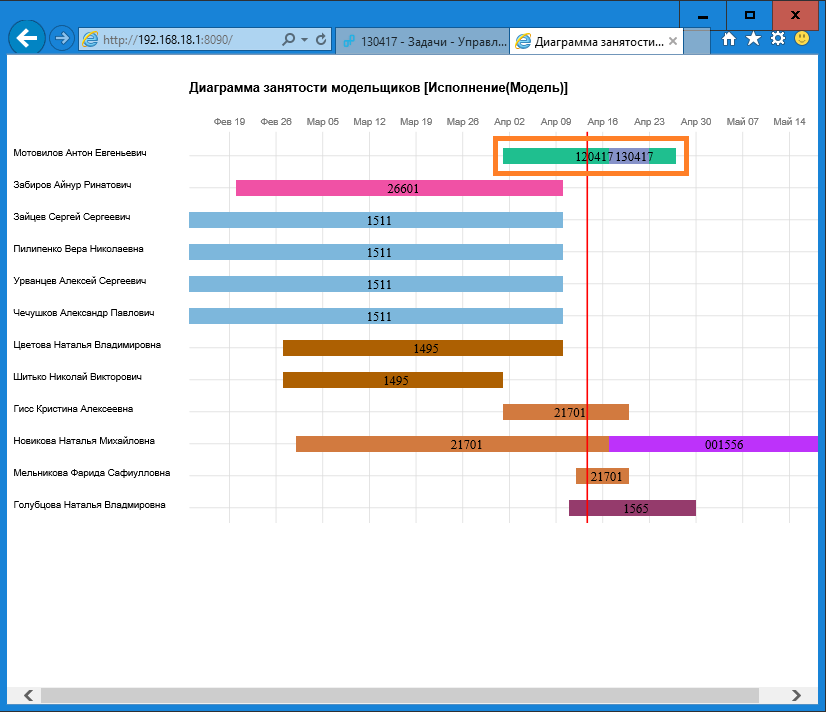 http://192.168.18.1:8090/
130417 - Задачи - Управл...
Диаграмма занятости...
Диаграмма занятости модельщиков [Исполнение(Модель)]
Фев 19 Фев 26 Мар 05 Мар 12 Мар 19 Мар 26 Апр 02 Апр 09 Апр 16 Апр 23 Апр 30 Май 07 Май 14
Мотовилов Антон Евгеньевич 120417 130417
Забиров Айнур Ринатович 26601
Зайцев Сергей Сергеевич 1511
Пилипенко Вера Николаевна 1511
Урванцев Алексей Сергеевич 1511
Чечушков Александр Павлович 1511
Цветова Наталья Владимировна 1495
Шитько Николай Викторович 1495
Гисс Кристина Алексеевна 21701
Новикова Наталья Михайловна 21701 001556
Мельникова Фарида Сафиулловна 21701
Голубцова Наталья Владмировна 1565